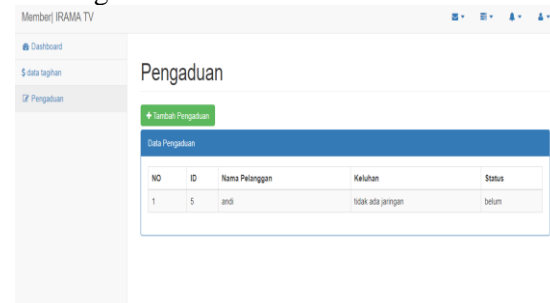 Member| IRAMA TV
Dashboard
$ data tagihan
Pengaduan
Pengaduan
+ Tambah Pengaduan
Data Pengaduan
NO ID Nama Pelanggan Keluhan Status
1 5 andi tidak ada jaringan belum